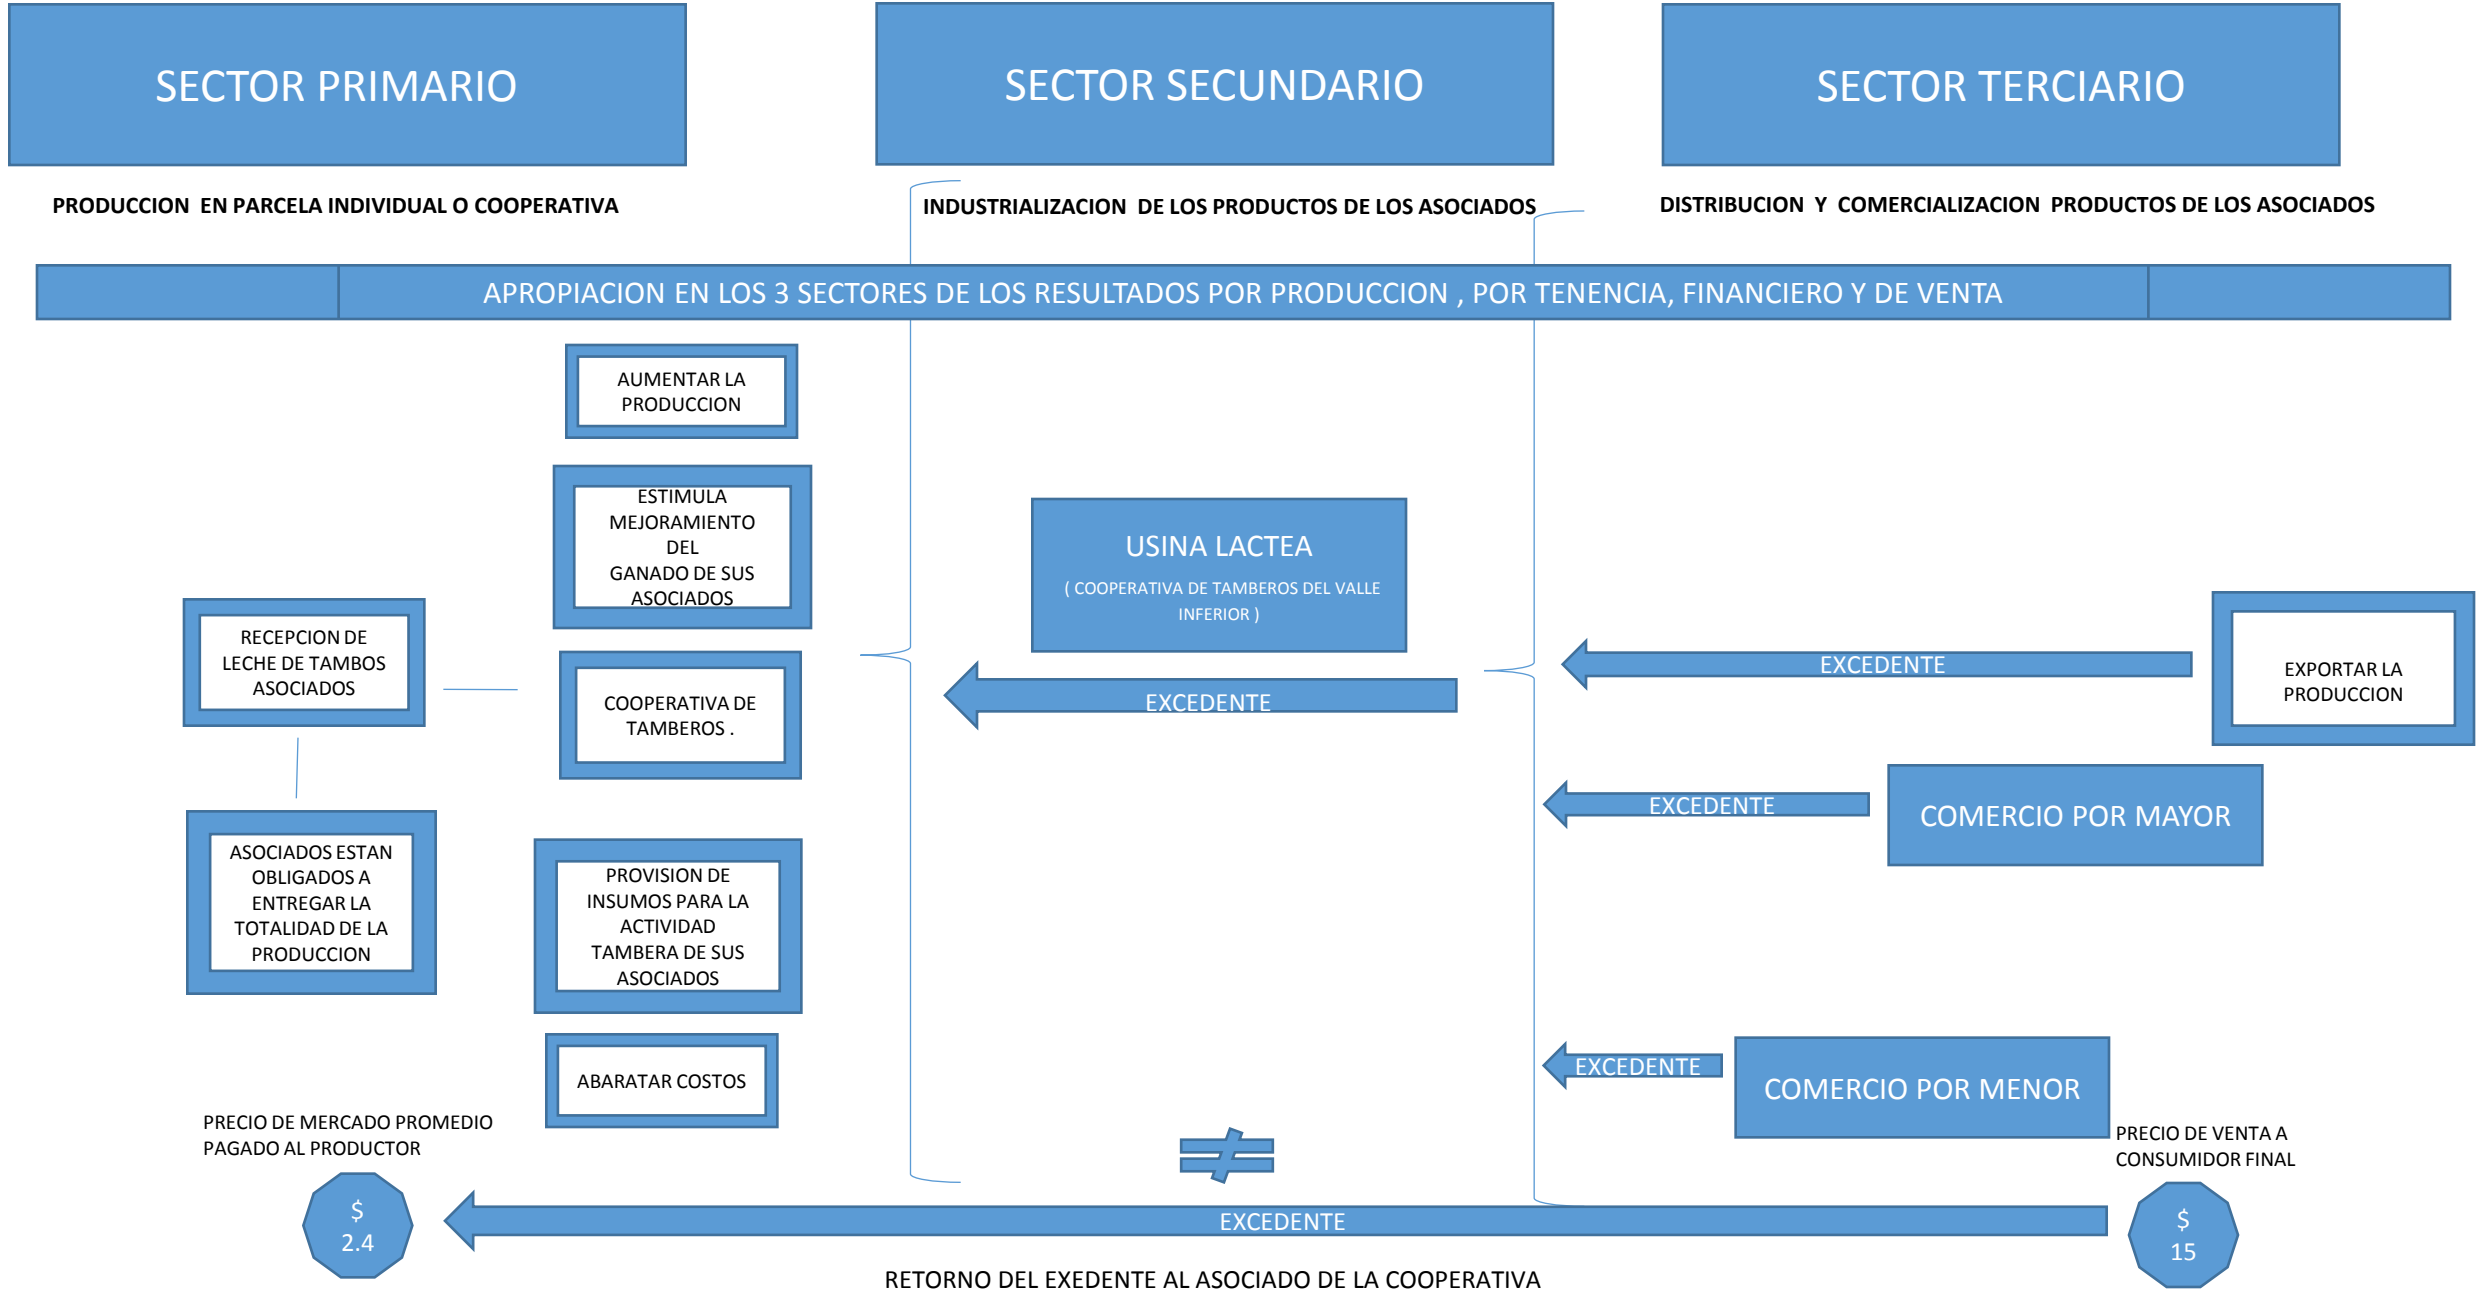 SECTOR PRIMARIO
SECTOR SECUNDARIO
SECTOR TERCIARIO
PRODUCCION EN PARCELA INDIVIDUAL O COOPERATIVA
INDUSTRIALIZACION DE LOS PRODUCTOS DE LOS ASOCIADOS
DISTRIBUCION Y COMERCIALIZACION PRODUCTOS DE LOS ASOCIADOS
APROPIACION EN LOS 3 SECTORES DE LOS RESULTADOS POR PRODUCCION , POR TENENCIA, FINANCIERO Y DE VENTA
AUMENTAR LA
PRODUCCION
ESTIMULA
MEJORAMIENTO
DEL
GANADO DE SUS
ASOCIADOS
RECEPCION DE
LECHE DE TAMBOS
ASOCIADOS
COOPERATIVA DE
TAMBEROS .
ASOCIADOS ESTAN
OBLIGADOS A
ENTREGAR LA
TOTALIDAD DE LA
PRODUCCION
PROVISION DE
INSUMOS PARA LA
ACTIVIDAD
TAMBERA DE SUS
ASOCIADOS
ABARATAR COSTOS
PRECIO DE MERCADO PROMEDIO
PAGADO AL PRODUCTOR
$
2.4
USINA LACTEA
( COOPERATIVA DE TAMBEROS DEL VALLE
INFERIOR )
EXCEDENTE
EXCEDENTE
EXPORTAR LA
PRODUCCION
EXCEDENTE
COMERCIO POR MAYOR
EXCEDENTE
COMERCIO POR MENOR
PRECIO DE VENTA A
CONSUMIDOR FINAL
≠
EXCEDENTE
$
15
RETORNO DEL EXEDENTE AL ASOCIADO DE LA COOPERATIVA